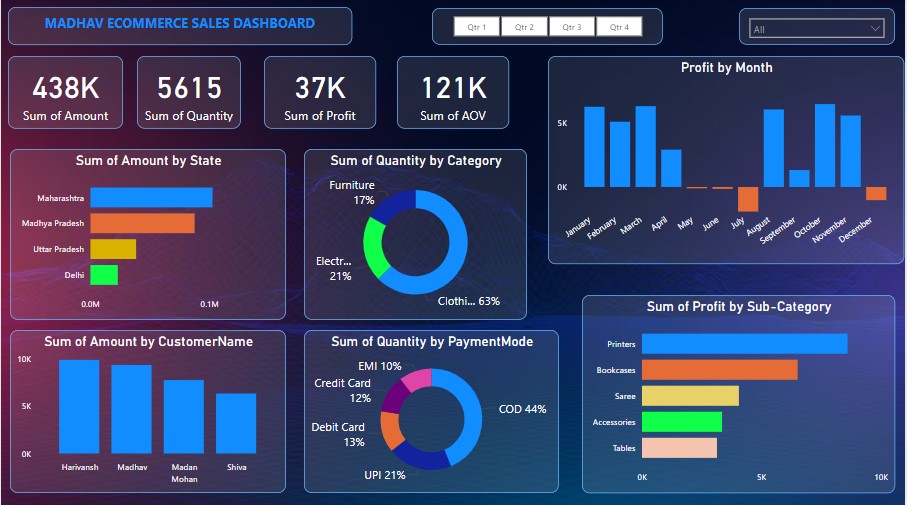 MADHAV ECOMMERCE SALES DASHBOARD
Qtr 1 Qtr 2 Qtr 3 Qtr 4
All
438K
Sum of Amount
5615
Sum of Quantity
37K
Sum of Profit
121K
Sum of AOV
Profit by Month
5K
0K
January February March April May June July August September October November December
Sum of Amount by State
Maharashtra
Madhya Pradesh
Uttar Pradesh
Delhi
0.0M 0.1M
Sum of Quantity by Category
Furniture
17%
Electr...
21%
Clothi... 63%
Sum of Profit by Sub-Category
Printers
Bookcases
Saree
Accessories
Tables
0K 5K 10K
Sum of Amount by CustomerName
10K
5K
0K
Harivansh Madhav Madan Shiva
Mohan
Sum of Quantity by PaymentMode
EMI 10%
Credit Card
12%
COD 44%
Debit Card
13%
UPI 21%